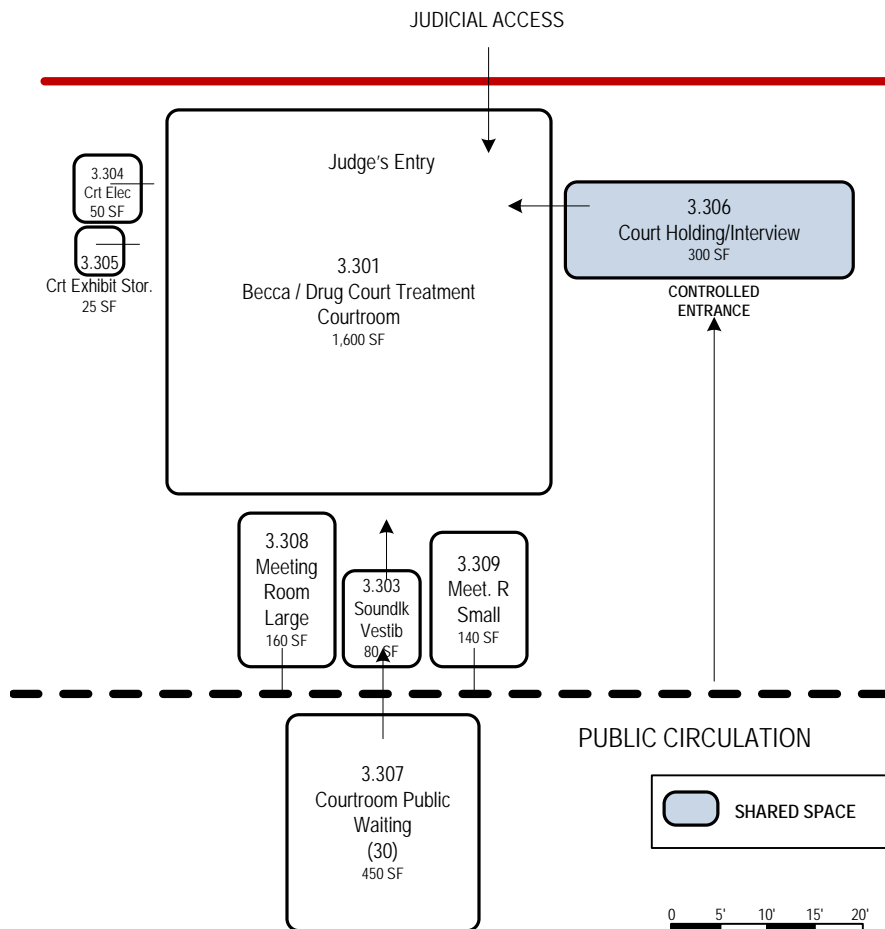 JUDICIAL ACCESS
Judge's Entry
3.304
Crt Elec
50 SF
3.305
Crt Exhibit Stor.
25 SF
3.301
Becca / Drug Court Treatment
Courtroom
1,600 SF
3.306
Court Holding/Interview
300 SF
CONTROLLED
ENTRANCE
3.308
Meeting
Room
Large
160 SF
3.303
Soundlk
Vestib
80 SF
3.309
Meet. R
Small
140 SF
3.307
Courtroom Public
Waiting
(30)
450 SF
PUBLIC CIRCULATION
SHARED SPACE
0 5' 10' 15' 20'